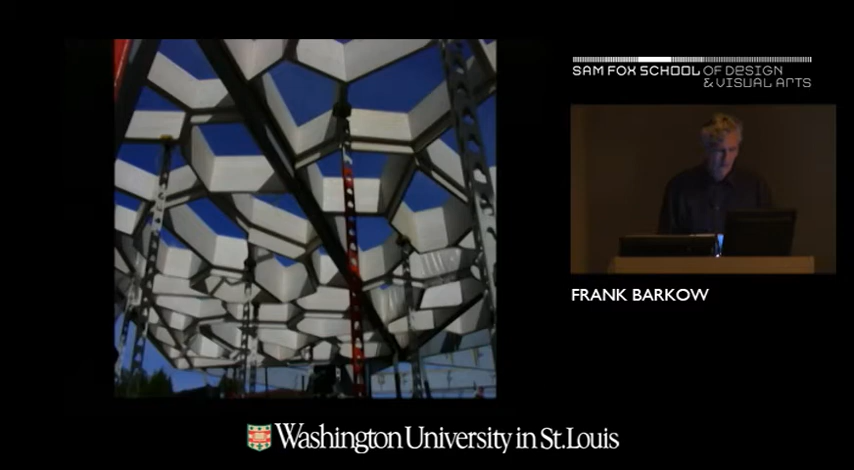 SAM FOX SCHOOL OF DESIGN
& VISUAL ARTS
FRANK BARKOW
Washington University in St. Louis